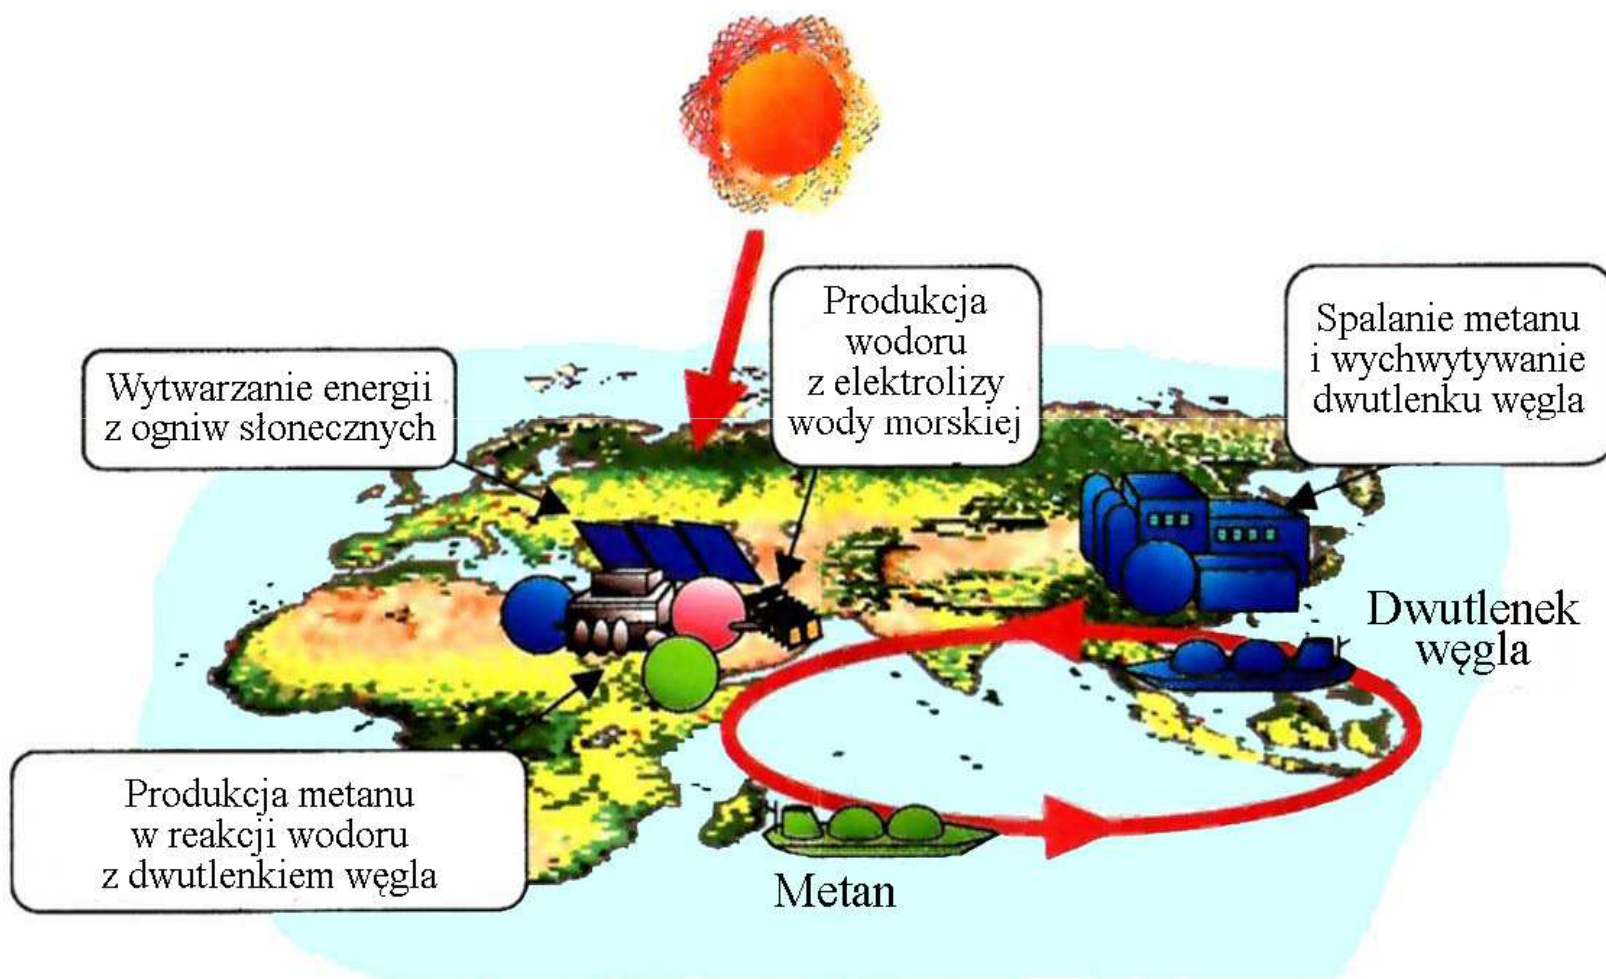 Produkcja
wodoru
z elektrolizy
wody morskiej
Spalanie metanu
i wychwytywanie
dwutlenku węgla
Wytwarzanie energii
z ogniw słonecznych
Dwutlenek
węgla
Produkcja metanu
w reakcji wodoru
z dwutlenkiem węgla
Metan